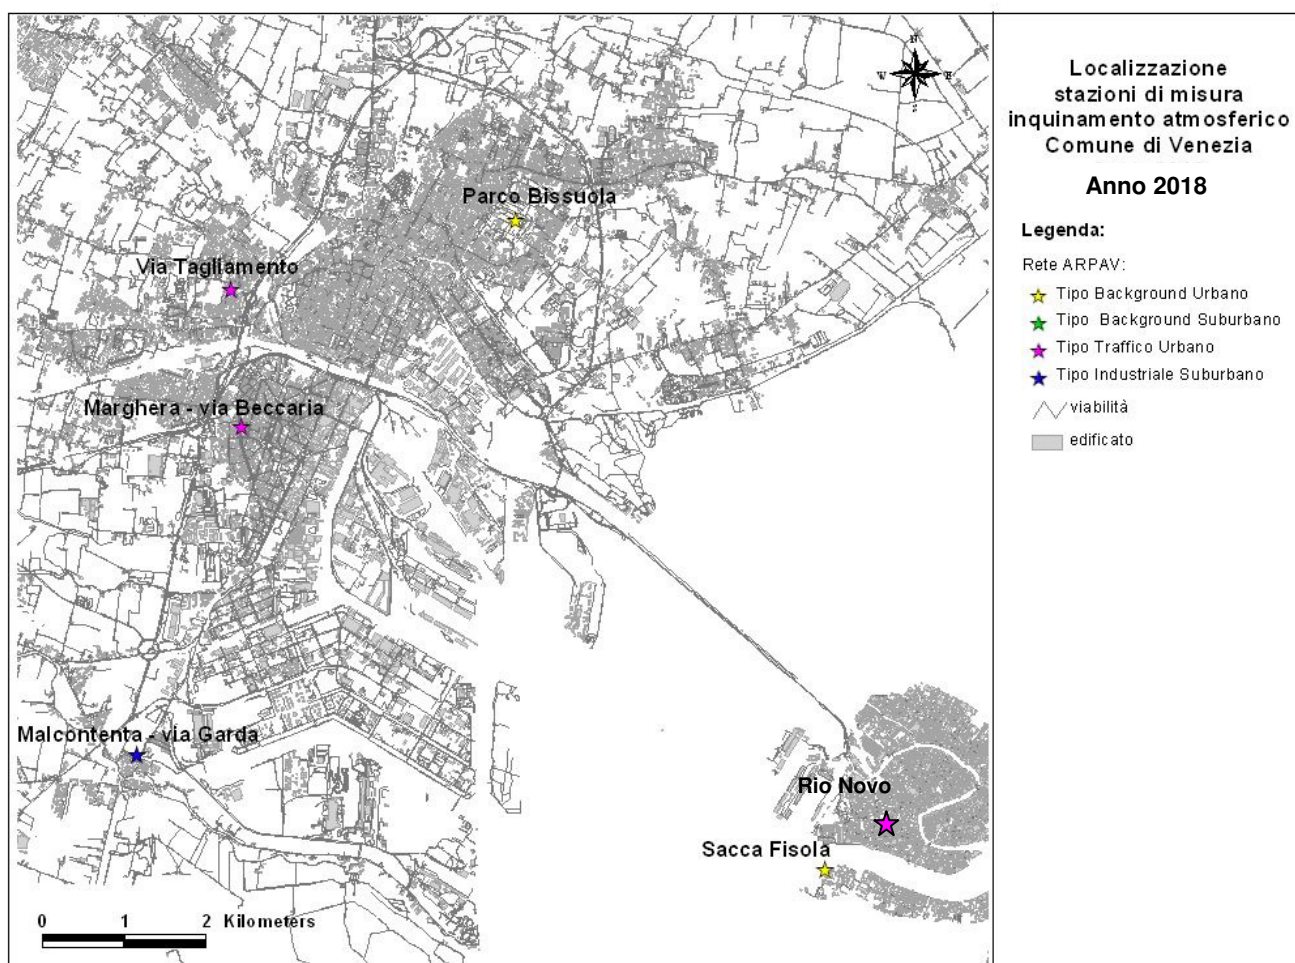 Localizzazione
stazioni di misura
inquinamento atmosferico
Comune di Venezia
Anno 2018
Legenda:
Rete ARPAV:
Tipo Background Urbano
Tipo Background Suburbano
Tipo Traffico Urbano
Tipo Industriale Suburbano
viabilità
edificato
N
W E
S
Parco Bissuola
Via Tagliamento
Marghera - via Beccaria
Malcontenta - via Garda
Rio Novo
Sacca Fisola
0 1 2 Kilometers